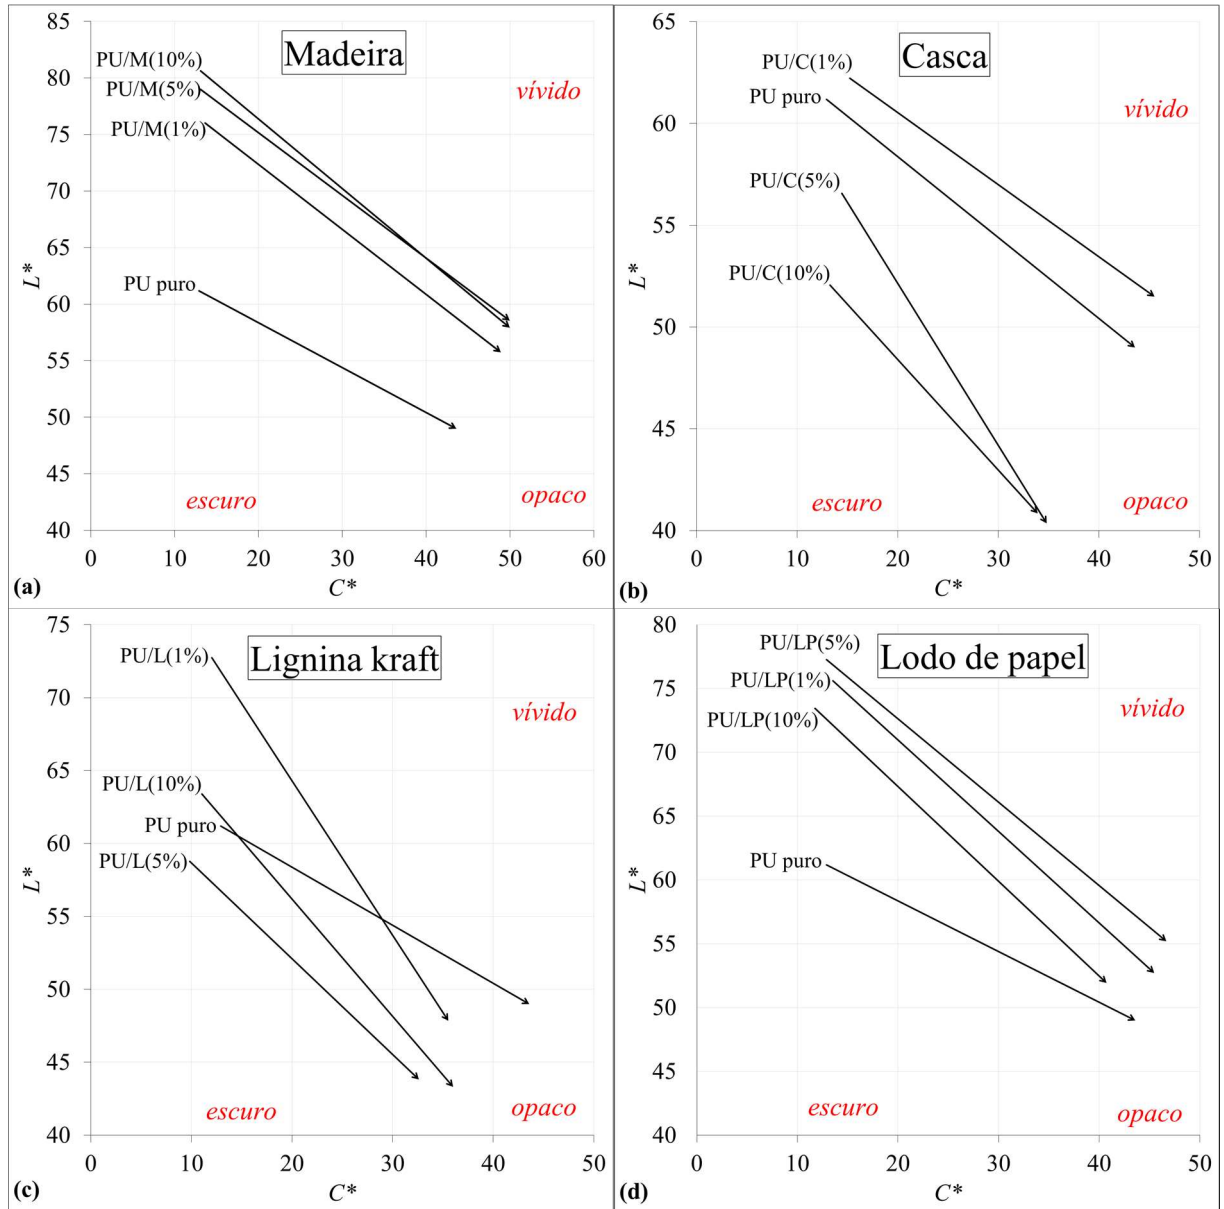 Madeira
85
80
75
70
65
60
55
50
45
40
L*
PU/M(10%)
PU/M(5%)
PU/M(1%)
PU puro
vívido
escuro
opaco
0 10 20 30 40 50 60
C*
(a)
Casca
65
60
55
50
45
40
L*
PU/C(1%)
PU puro
PU/C(5%)
PU/C(10%)
vívido
escuro
opaco
0 10 20 30 40 50
C*
(b)
Lignina kraft
75
70
65
60
55
50
45
40
L*
PU/L(1%)
PU/L(10%)
PU puro
PU/L(5%)
vívido
escuro
opaco
0 10 20 30 40 50
C*
(c)
Lodo de papel
80
75
70
65
60
55
50
45
40
L*
PU/LP(5%)
PU/LP(1%)
PU/LP(10%)
PU puro
vívido
escuro
opaco
0 10 20 30 40 50
C*
(d)